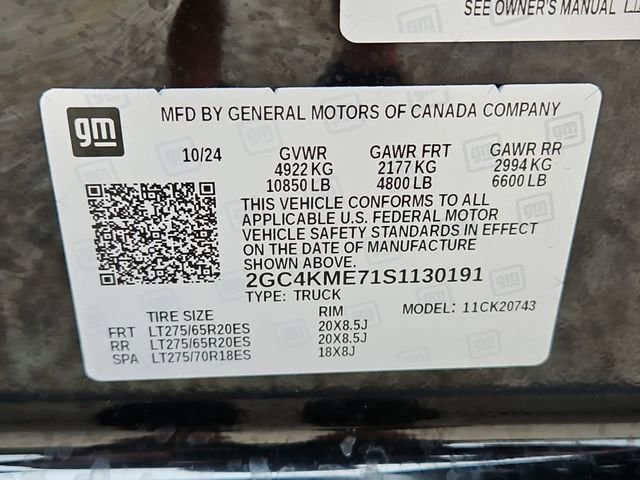 SEE OWNER'S MANUAL
gm
MFD BY GENERAL MOTORS OF CANADA COMPANY
10/24 GVWR GAWR FRT GAWR RR
4922 KG 2177 KG 2994 KG
10850 LB 4800 LB 6600 LB
THIS VEHICLE CONFORMS TO ALL
APPLICABLE U.S. FEDERAL MOTOR
VEHICLE SAFETY STANDARDS IN EFFECT
ON THE DATE OF MANUFACTURE
SHOWN ABOVE.
2GC4KME71S1130191
TYPE: TRUCK MODEL: 11CK20743
TIRE SIZE RIM
FRT LT275/65R20ES 20X8.5J
RR LT275/65R20ES 20X8.5J
SPA LT275/70R18ES 18X8J